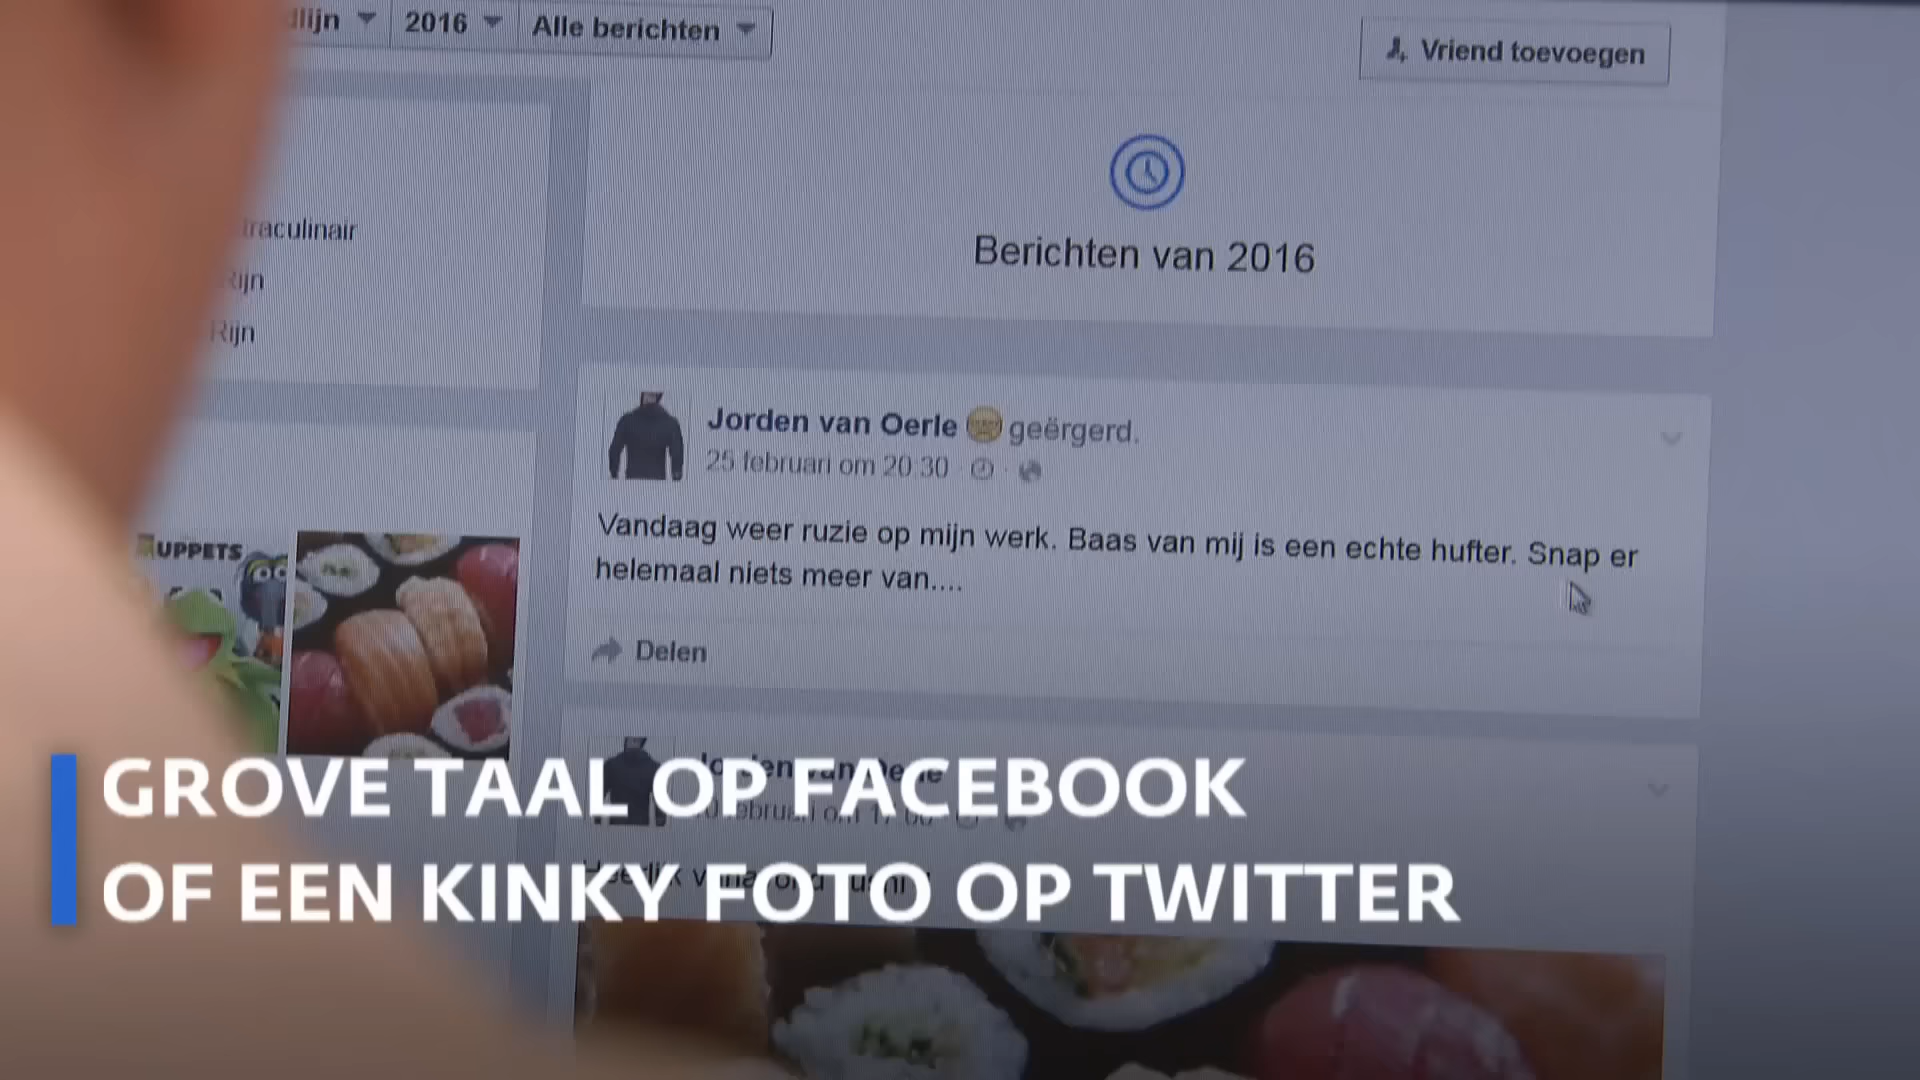 2016
Alle berichten
Vriend toevoegen
Berichten van 2016
Rijn
Jorden van Oerle geërgerd.
25 februari om 20:30
Vandaag weer ruzie op mijn werk. Baas van mij is een echte hufter. Snap er
helemaal niets meer van....
Delen
GROVE TAAL OP FACEBOOK
OF EEN KINKY FOTO OP TWITTER